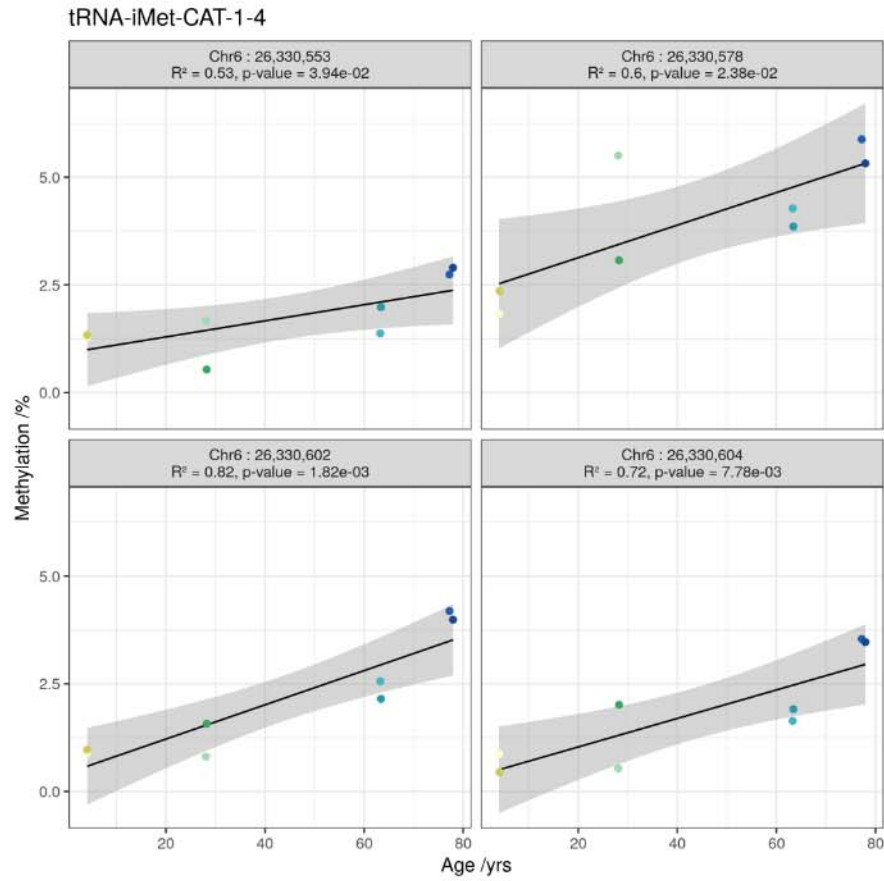 tRNA-iMet-CAT-1-4
Chr6 : 26,330,553
R² = 0.53, p-value = 3.94e-02
Chr6 : 26,330,578
R² = 0.6, p-value = 2.38e-02
5.0
2.5
0.0
Methylation /%
Chr6 : 26,330,602
R² = 0.82, p-value = 1.82e-03
Chr6 : 26,330,604
R² = 0.72, p-value = 7.78e-03
5.0
2.5
0.0
20 40 60 80 20 40 60 80
Age /yrs